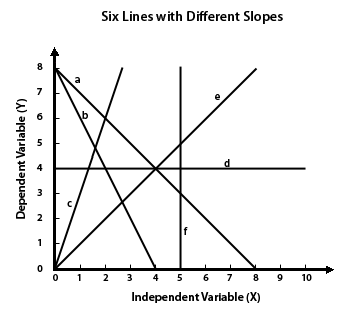 Six Lines with Different Slopes
Dependent Variable (Y)
8
7
6
5
4
3
2
1
0
a
b
c
d
e
f
0 1 2 3 4 5 6 7 8 9 10
Independent Variable (X)